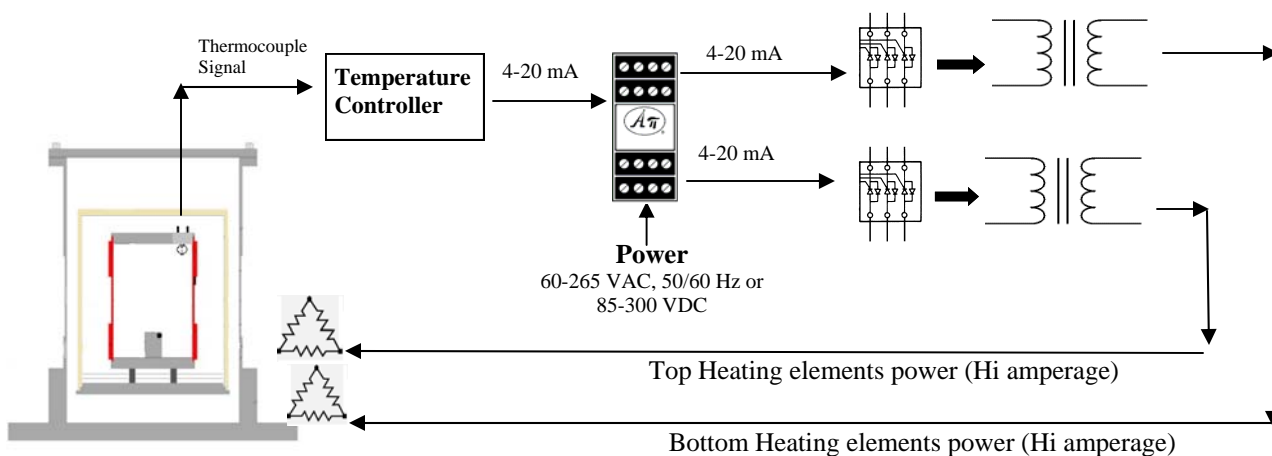 Thermocouple
Signal
Temperature
Controller
4-20 mA
Aπ
4-20 mA
4-20 mA
Power
60-265 VAC, 50/60 Hz or
85-300 VDC
Top Heating elements power (Hi amperage)
Bottom Heating elements power (Hi amperage)